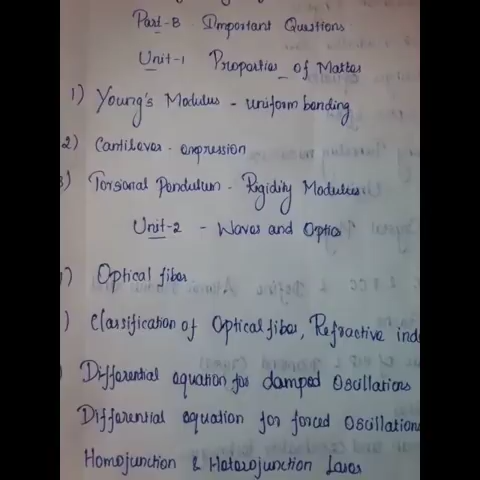 Part-B Important Questions
Unit-1 Properties of Matter
1) Young's Modulus - uniform bending
2) Cantilever - expression
3) Torsional Pendulum - Rigidity Modulus
Unit-2 - Waves and Optics
1) Optical fiber
) Classification of Optical fiber, Refractive ind
Differential equation for damped Oscillations
Differential equation for forced Oscillation
Homojunction & Heterojunction Laser